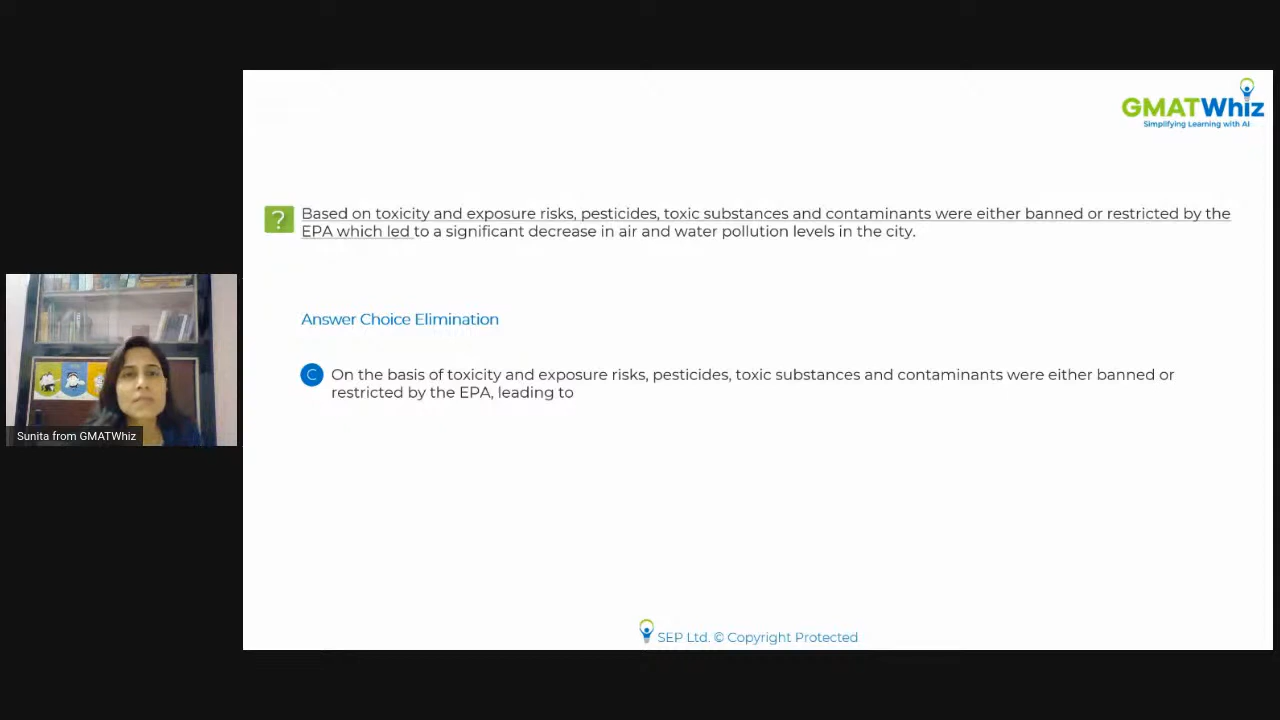 GMATWhiz
Simplifying Learning with AI
? Based on toxicity and exposure risks, pesticides, toxic substances and contaminants were either banned or restricted by the
EPA which led to a significant decrease in air and water pollution levels in the city.
Answer Choice Elimination
C On the basis of toxicity and exposure risks, pesticides, toxic substances and contaminants were either banned or
restricted by the EPA, leading to
Sunita from GMATWhiz
SEP Ltd. © Copyright Protected